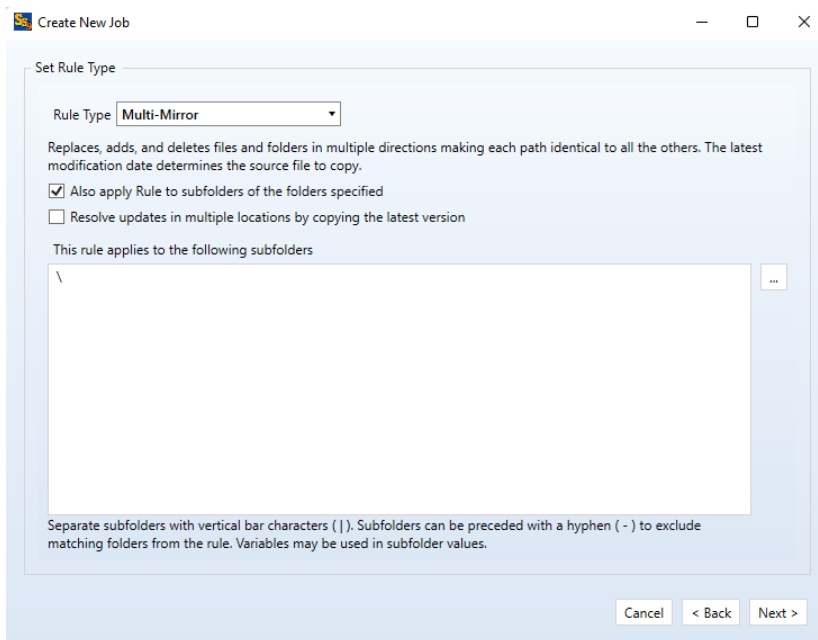 Create New Job
Set Rule Type
Rule Type Multi-Mirror
Replaces, adds, and deletes files and folders in multiple directions making each path identical to all the others. The latest
modification date determines the source file to copy.
Also apply Rule to subfolders of the folders specified
Resolve updates in multiple locations by copying the latest version
This rule applies to the following subfolders
\
...
Separate subfolders with vertical bar characters ( | ). Subfolders can be preceded with a hyphen ( - ) to exclude
matching folders from the rule. Variables may be used in subfolder values.
Cancel < Back Next >